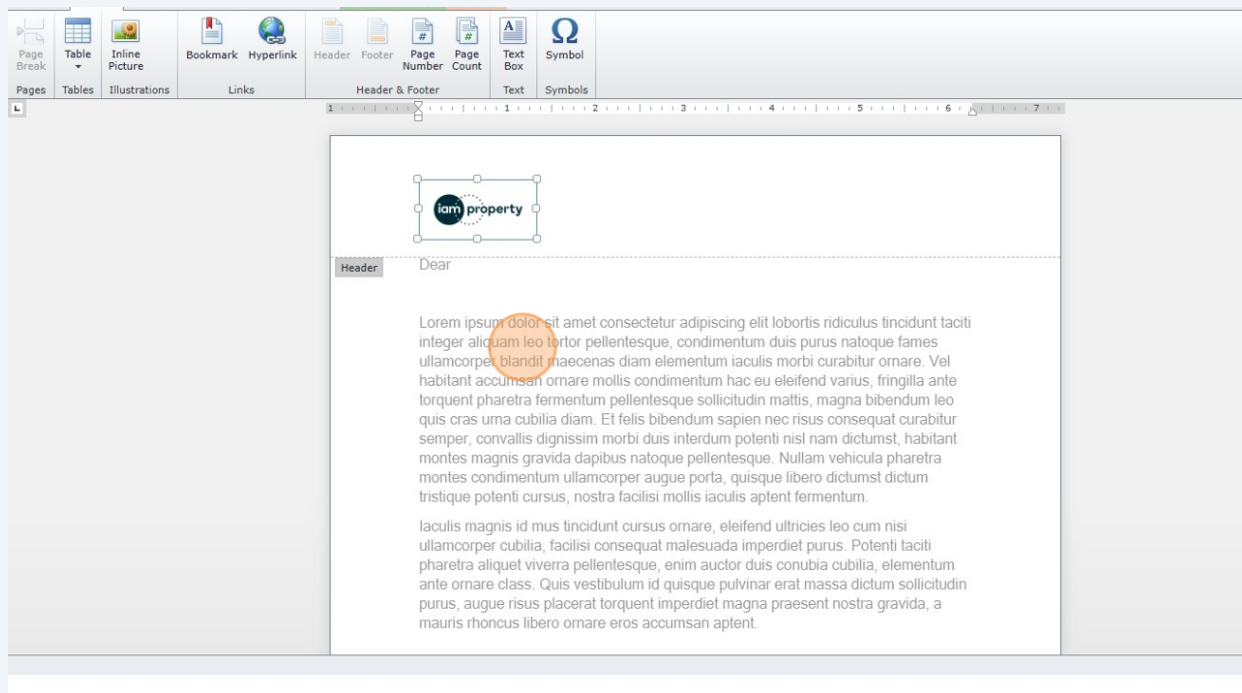 Page Break
Table
Inline Picture
Bookmark
Hyperlink
Header
Footer
Page Number
Page Count
Text Box
Symbol
Pages
Tables
Illustrations
Links
Header & Footer
Text
Symbols
1 1 2 3 4 5 6 7
iam property
Header
Dear
Lorem ipsum dolor sit amet consectetur adipiscing elit lobortis ridiculus tincidunt taciti
integer aliquam leo tortor pellentesque, condimentum duis purus natoque fames
ullamcorper blandit maecenas diam elementum iaculis morbi curabitur ornare. Vel
habitant accumsan ornare mollis condimentum hac eu eleifend varius, fringilla ante
torquent pharetra fermentum pellentesque sollicitudin mattis, magna bibendum leo
quis cras urna cubilia diam. Et felis bibendum sapien nec risus consequat curabitur
semper, convallis dignissim morbi duis interdum potenti nisl nam dictumst, habitant
montes magnis gravida dapibus natoque pellentesque. Nullam vehicula pharetra
montes condimentum ullamcorper augue porta, quisque libero dictumst dictum
tristique potenti cursus, nostra facilisi mollis iaculis aptent fermentum.
Iaculis magnis id mus tincidunt cursus ornare, eleifend ultricies leo cum nisi
ullamcorper cubilia, facilisi consequat malesuada imperdiet purus. Potenti taciti
pharetra aliquet viverra pellentesque, enim auctor duis conubia cubilia, elementum
ante ornare class. Quis vestibulum id quisque pulvinar erat massa dictum sollicitudin
purus, augue risus placerat torquent imperdiet magna praesent nostra gravida, a
mauris rhoncus libero ornare eros accumsan aptent.